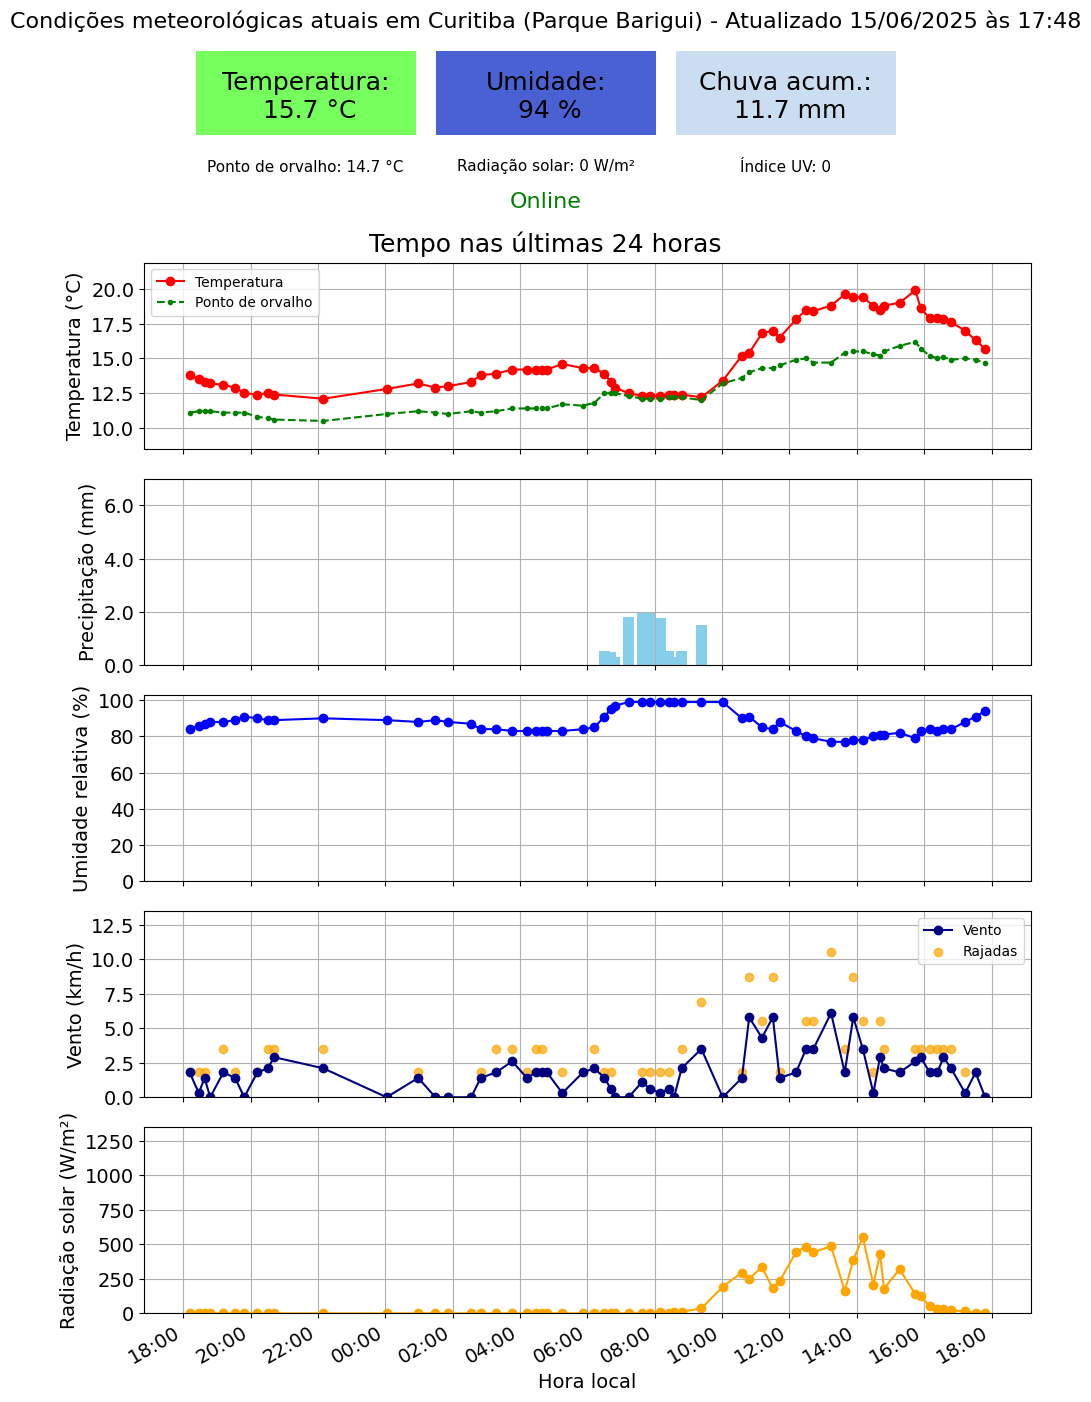 Condições meteorológicas atuais em Curitiba (Parque Barigui) - Atualizado 15/06/2025 às 17:48
Temperatura:
15.7 °C
Umidade:
94 %
Chuva acum.:
11.7 mm
Ponto de orvalho: 14.7 °C
Radiação solar: 0 W/m²
Índice UV: 0
Online
Tempo nas últimas 24 horas
Temperatura (°C)
20.0
17.5
15.0
12.5
10.0
Temperatura
Ponto de orvalho
Precipitação (mm)
6.0
4.0
2.0
0.0
Umidade relativa (%)
100
80
60
40
20
0
Vento (km/h)
12.5
10.0
7.5
5.0
2.5
0.0
Vento
Rajadas
Radiação solar (W/m²)
1250
1000
750
500
250
0
18:00
20:00
22:00
00:00
02:00
04:00
06:00
08:00
10:00
12:00
14:00
16:00
18:00
Hora local